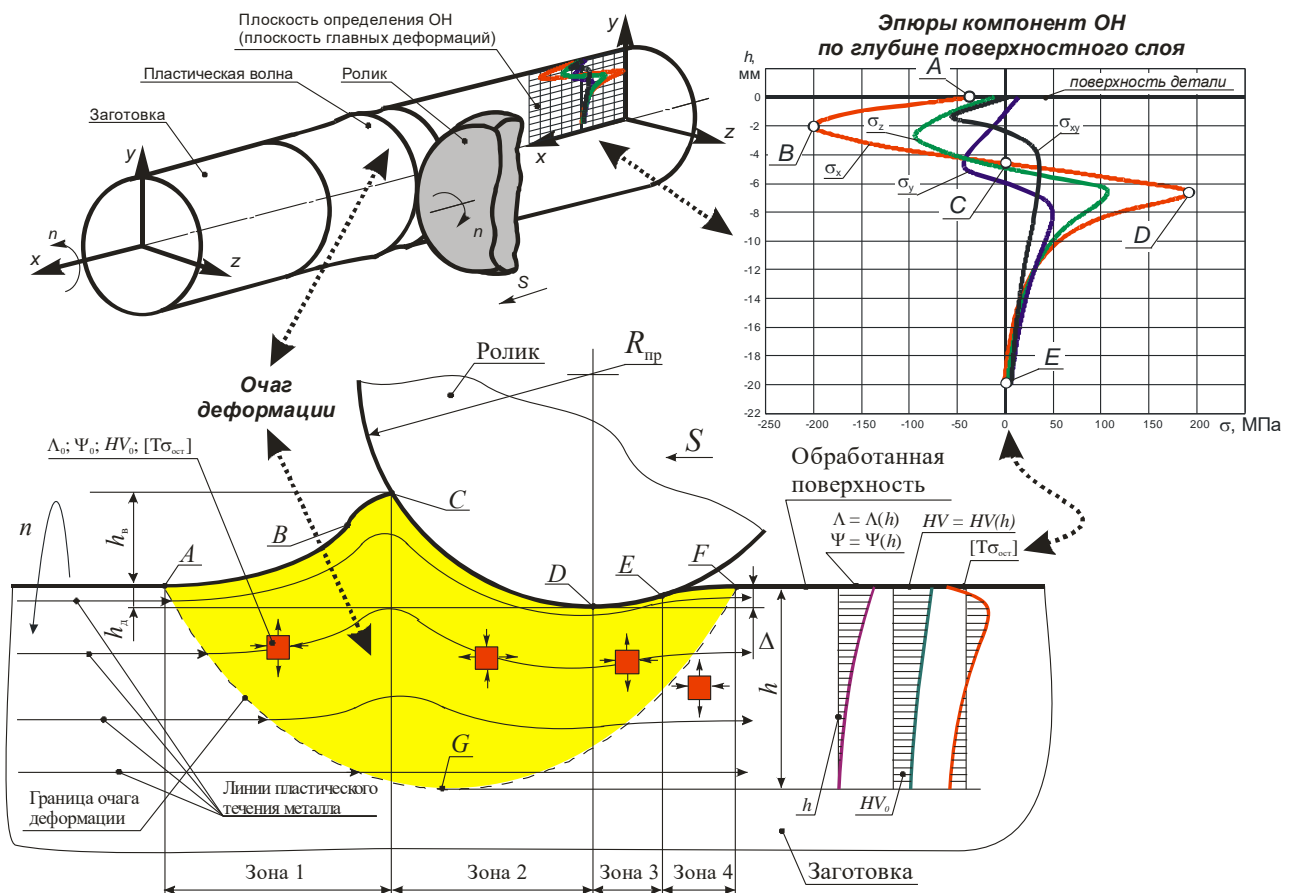 Плоскость определения ОН
(плоскость главных деформаций)
Пластическая волна
Ролик
Заготовка
y
x
z
n
y
x
z
n
S
Эпюры компонент ОН
по глубине поверхностного слоя
h,
мм
A
поверхность детали
B
σz
σx
σy
σxy
C
D
E
0
-2
-4
-6
-8
-10
-12
-14
-16
-18
-20
-22
-250
-200
-150
-100
-50
0
50
100
150
200
σ, МПа
Очаг
деформации
Ролик
Rпр
S
Λ0; Ψ0; HV0; [Tσост]
Обработанная
поверхность
Λ = Λ(h)
Ψ = Ψ(h)
HV = HV(h)
[Tσост]
n
hв
hд
A
B
C
D
E
F
G
Δ
h
h
HV0
Граница очага
деформации
Линии пластического
течения металла
Заготовка
Зона 1
Зона 2
Зона 3
Зона 4